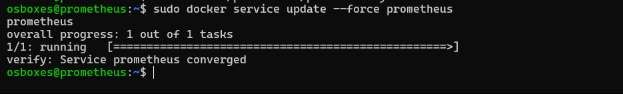 osboxes@prometheus:~$ sudo docker service update --force prometheus
prometheus
overall progress: 1 out of 1 tasks
1/1: running   [==================================================>]
verify: Service prometheus converged
osboxes@prometheus:~$